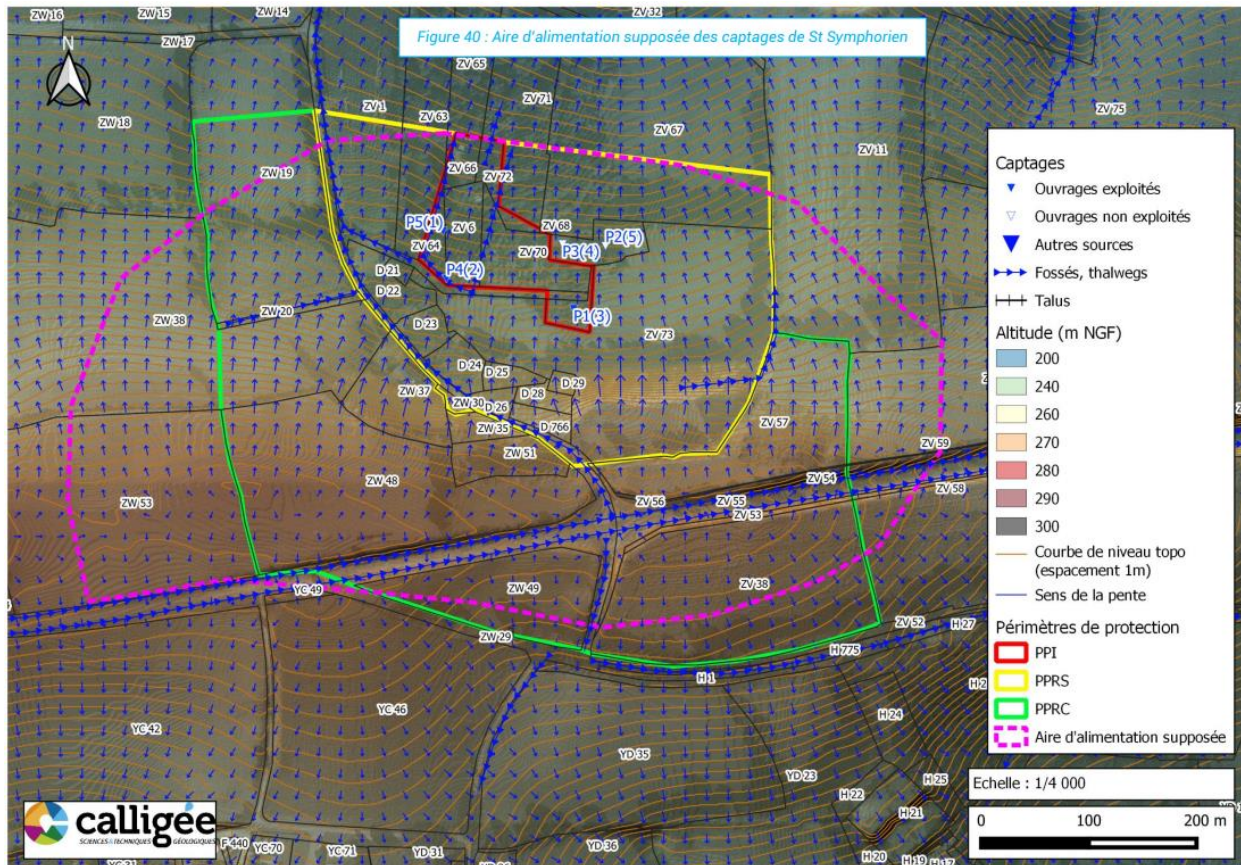 ZW 16
ZW 15
ZW 14
ZV 32
ZW 17
Figure 40 : Aire d'alimentation supposée des captages de St Symphorien
N
ZV 65
ZV 71
ZV 75
ZV 1
ZV 63
ZV 67
ZW 18
ZV 11
ZV 66
ZW 19
ZV 72
P5(1)
ZV 6
ZV 68
P2(5)
ZV 64
ZV 70
P3(4)
D 21
P4(2)
D 22
ZW 20
P1(3)
ZW 38
D 23
ZV 73
D 24
D 25
D 29
ZW 37
D 28
ZW 30
D 26
ZW 35
D 766
ZV 57
ZW 51
ZV 59
ZW 48
ZV 54
ZV 58
ZW 53
ZV 56
ZV 55
ZV 53
YC 49
ZW 49
ZV 38
ZW 29
ZV 52
H 27
H 775
H 1
YC 46
YC 42
H 24
YD 35
YD 23
H 25
H 22
H 21
F 440
YC 70
YC 71
YD 31
YD 36
H 20
H 19
H 17
Captages
Ouvrages exploités
Ouvrages non exploités
Autres sources
Fossés, thalwegs
Talus
Altitude (m NGF)
200
240
260
270
280
290
300
Courbe de niveau topo
(espacement 1m)
Sens de la pente
Périmètres de protection
PPI
PPRS
PPRC
Aire d'alimentation supposée
Echelle : 1/4 000
0 100 200 m
calligée
SCIENCES & TECHNIQUES GÉOLOGIQUES